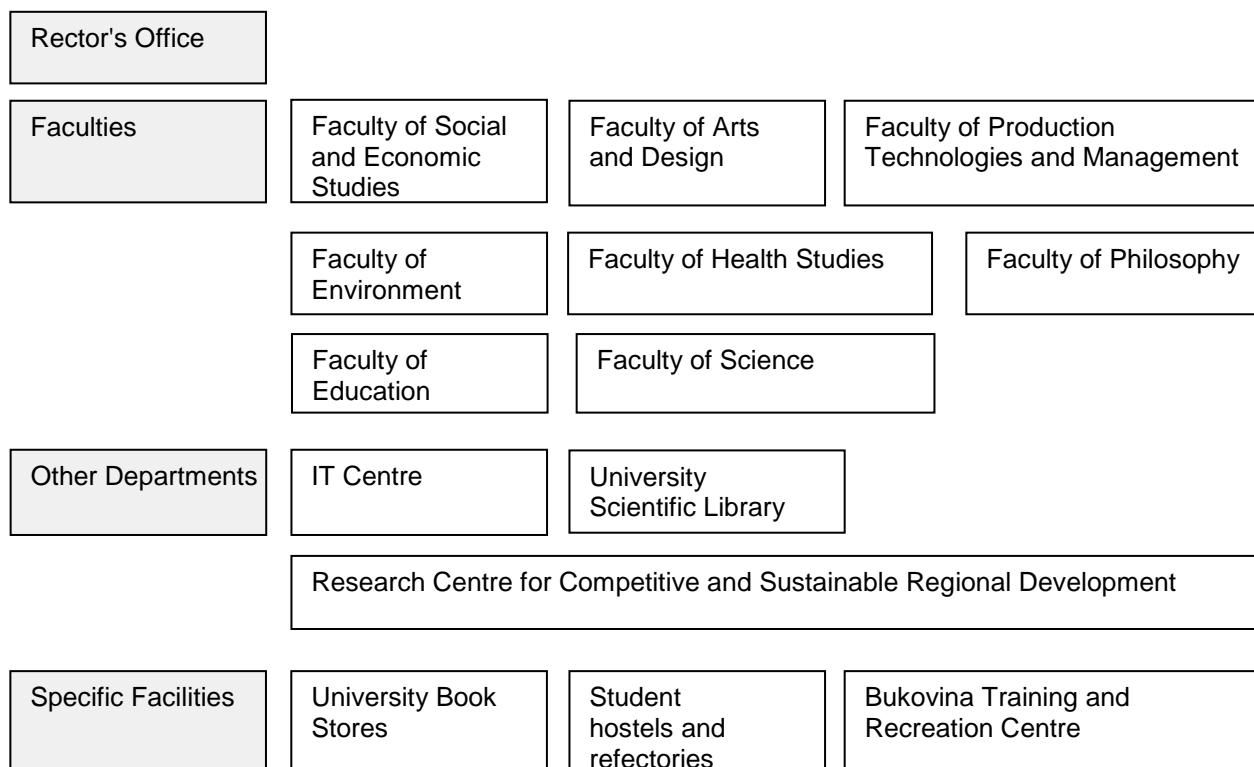 Rector's Office
Faculties
Faculty of Social
and Economic
Studies
Faculty of Arts
and Design
Faculty of Production
Technologies and Management
Faculty of
Environment
Faculty of Health Studies
Faculty of Philosophy
Faculty of
Education
Faculty of Science
Other Departments
IT Centre
University
Scientific Library
Research Centre for Competitive and Sustainable Regional Development
Specific Facilities
University Book
Stores
Student
hostels and
refectories
Bukovina Training and
Recreation Centre